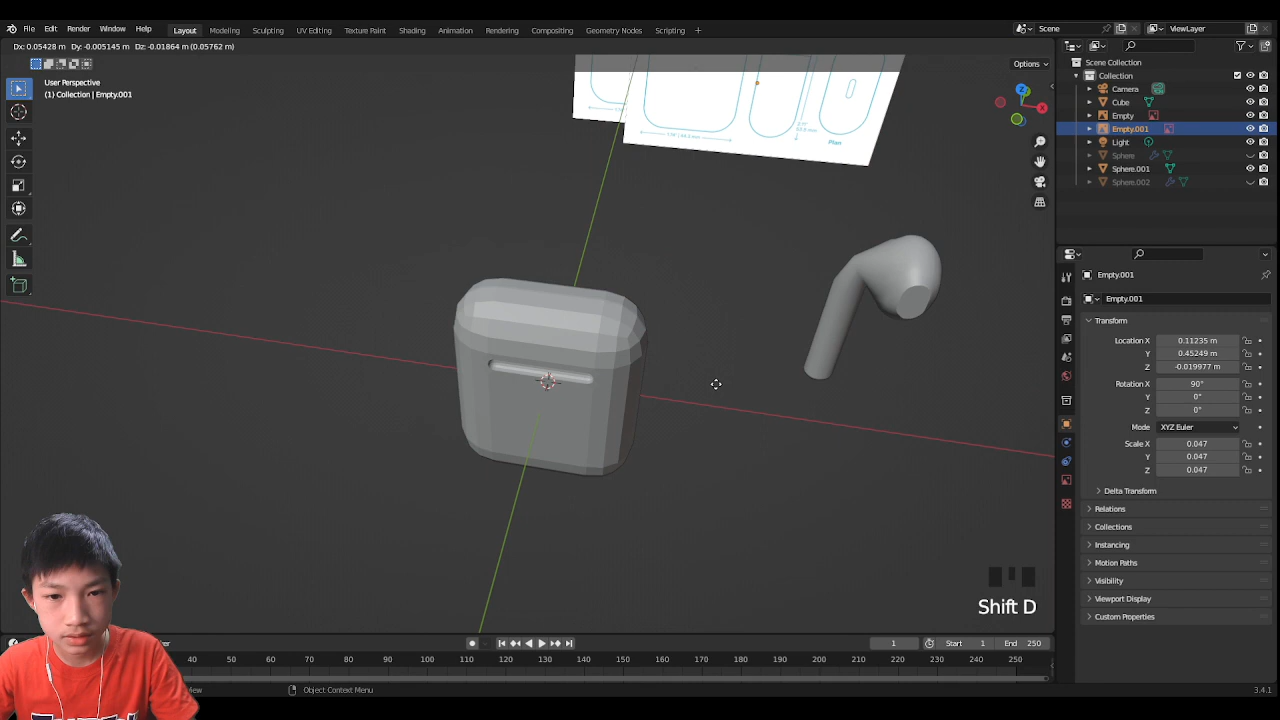 File Edit Render Window Help Layout Modeling Sculpting UV Editing Texture Paint Shading Animation Rendering Compositing Geometry Nodes Scripting + Scene ViewLayer
Dx: 0.05428 m Dy: -0.005145 m Dz: -0.01864 m (0.05762 m)
Options
User Perspective
(1) Collection | Empty.001
Plan
Z
X
Scene Collection
Collection
Camera
Cube
Empty
Empty.001
Light
Sphere
Sphere.001
Sphere.002
Empty.001
Empty.001
Transform
Location X 0.11235 m
Y 0.45249 m
Z -0.019977 m
Rotation X 90°
Y 0°
Z 0°
Mode XYZ Euler
Scale X 0.047
Y 0.047
Z 0.047
Delta Transform
Relations
Collections
Instancing
Motion Paths
Visibility
Viewport Display
Custom Properties
Shift D
1 Start 1 End 250
40 50 60 70 80 90 100 110 120 130 140 150 160 170 180 190 200 210 220 230 240 250
Object Context Menu
3.4.1